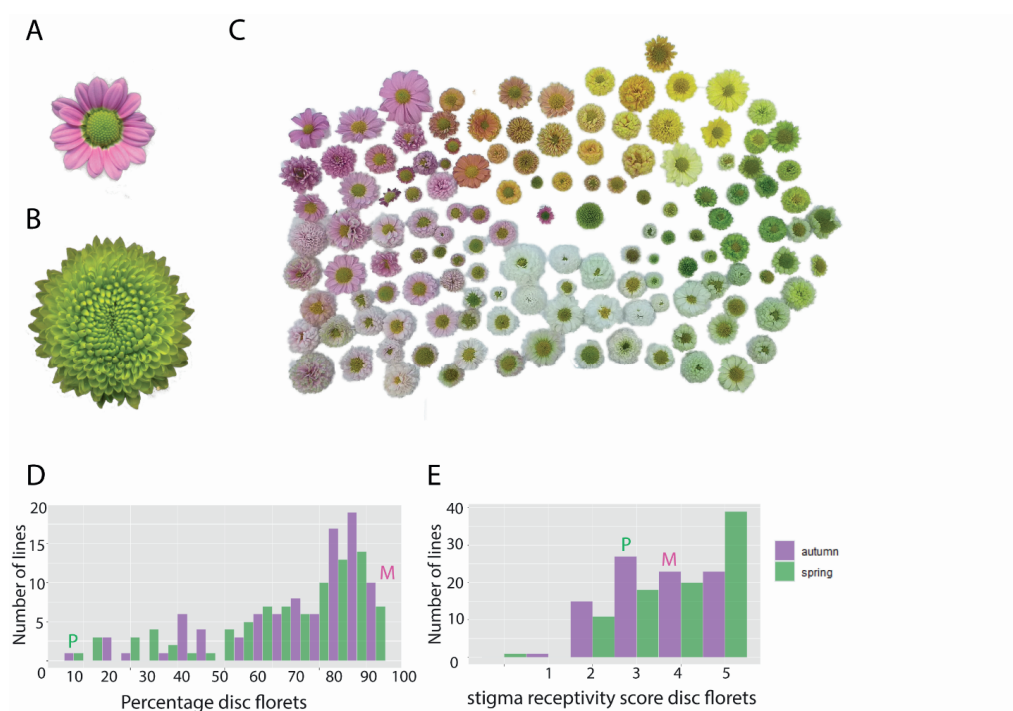 A
C
B
D
E
20
15
10
5
0
Number of lines
P
M
10 20 30 40 50 60 70 80 90 100
Percentage disc florets
40
30
20
10
0
Number of lines
P
M
1 2 3 4 5
stigma receptivity score disc florets
autumn
spring